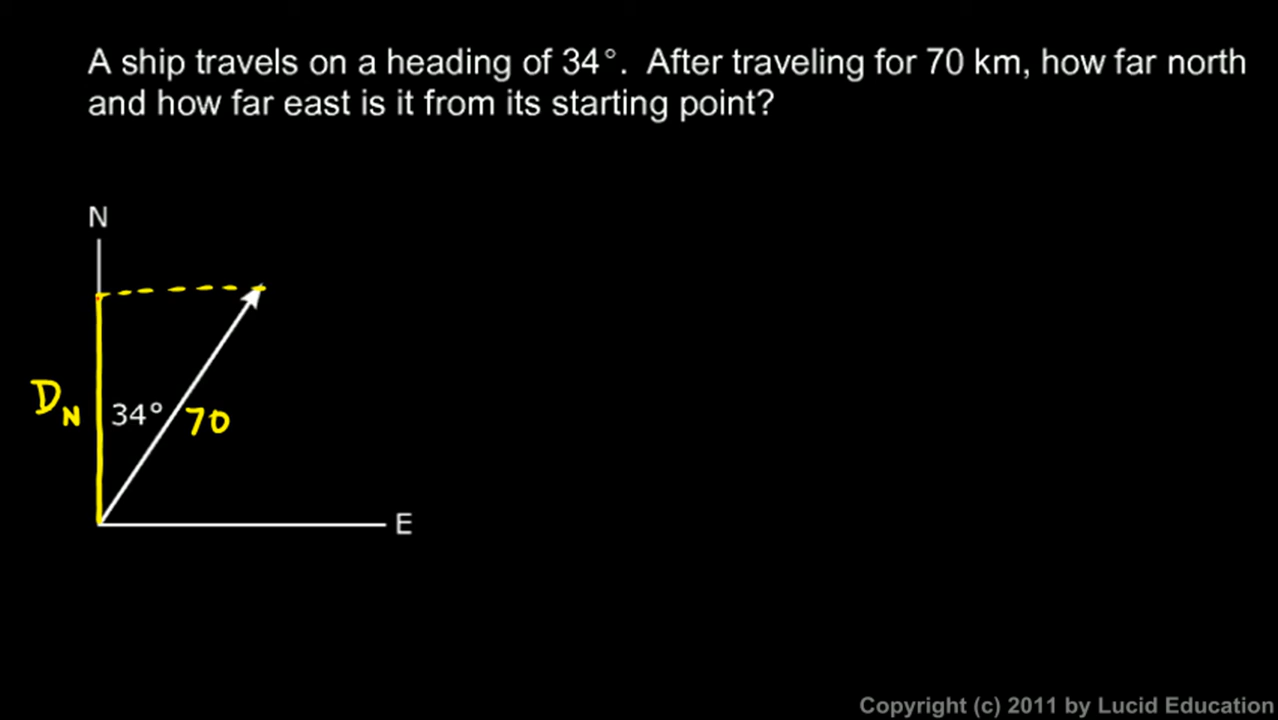 A ship travels on a heading of 34°. After traveling for 70 km, how far north
and how far east is it from its starting point?
N
D_N
34°
70
E
Copyright (c) 2011 by Lucid Education